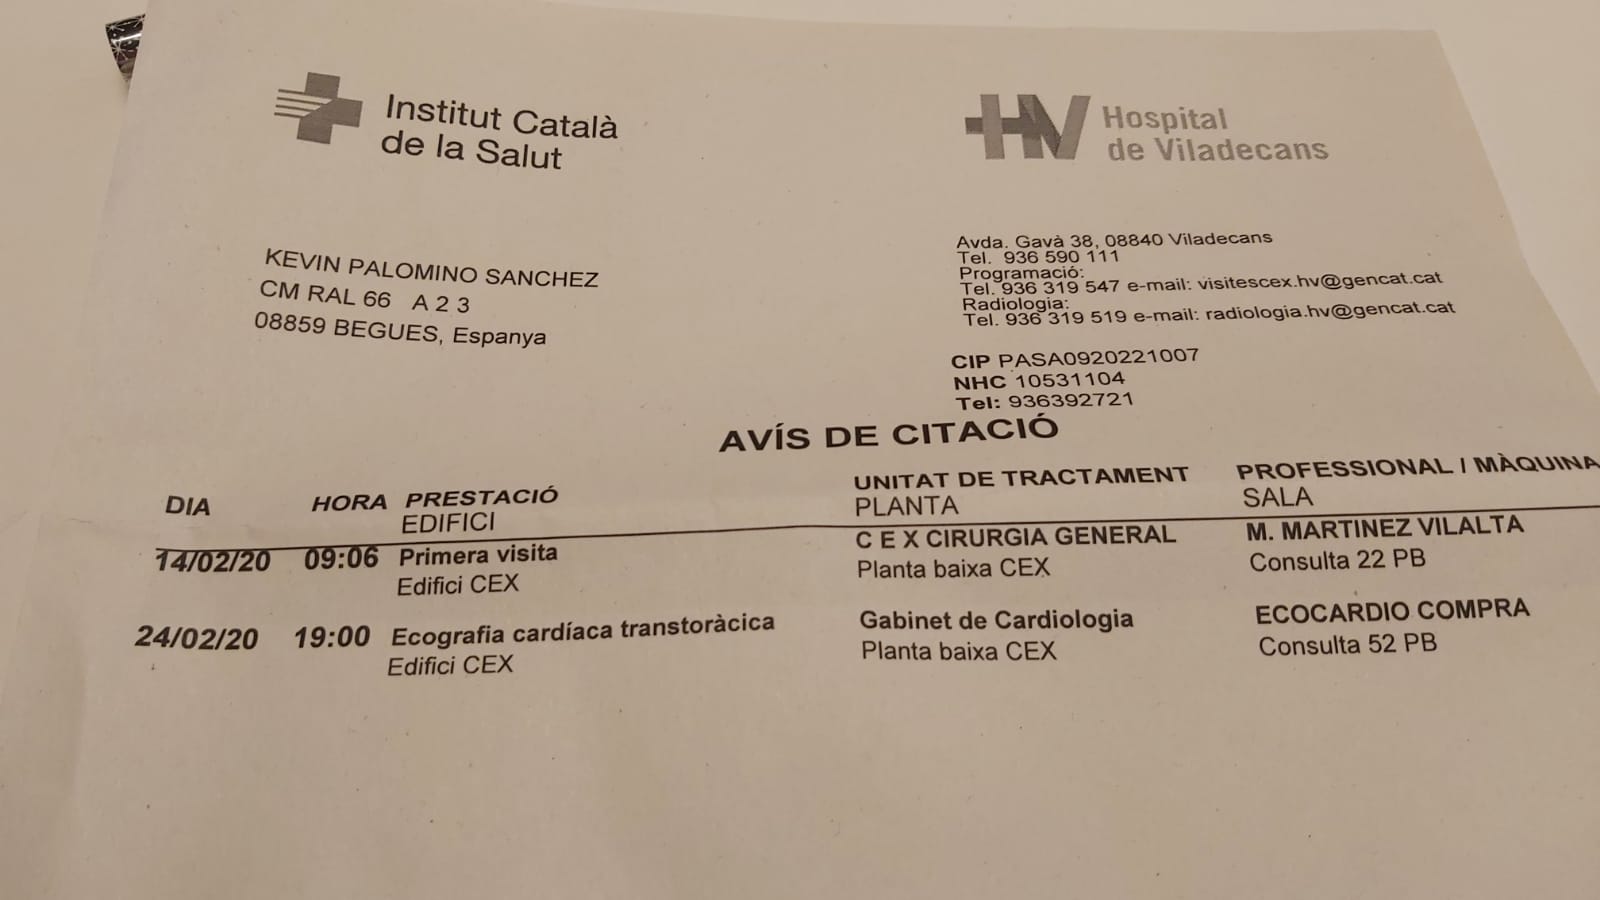 Institut Català
de la Salut
Hospital
de Viladecans
KEVIN PALOMINO SANCHEZ
CM RAL 66 A 2 3
08859 BEGUES, Espanya
Avda. Gavà 38, 08840 Viladecans
Tel. 936 590 111
Programació:
Tel. 936 319 547 e-mail: visitescex.hv@gencat.cat
Radiologia:
Tel. 936 319 519 e-mail: radiologia.hv@gencat.cat
CIP PASA0920221007
NHC 10531104
Tel: 936392721
AVÍS DE CITACIÓ
DIA HORA PRESTACIÓ UNITAT DE TRACTAMENT PROFESSIONAL / MÀQUINA
EDIFICI PLANTA SALA
14/02/20 09:06 Primera visita C E X CIRURGIA GENERAL M. MARTINEZ VILALTA
Edifici CEX Planta baixa CEX Consulta 22 PB
24/02/20 19:00 Ecografia cardíaca transtoràcica Gabinet de Cardiologia ECOCARDIO COMPRA
Edifici CEX Planta baixa CEX Consulta 52 PB